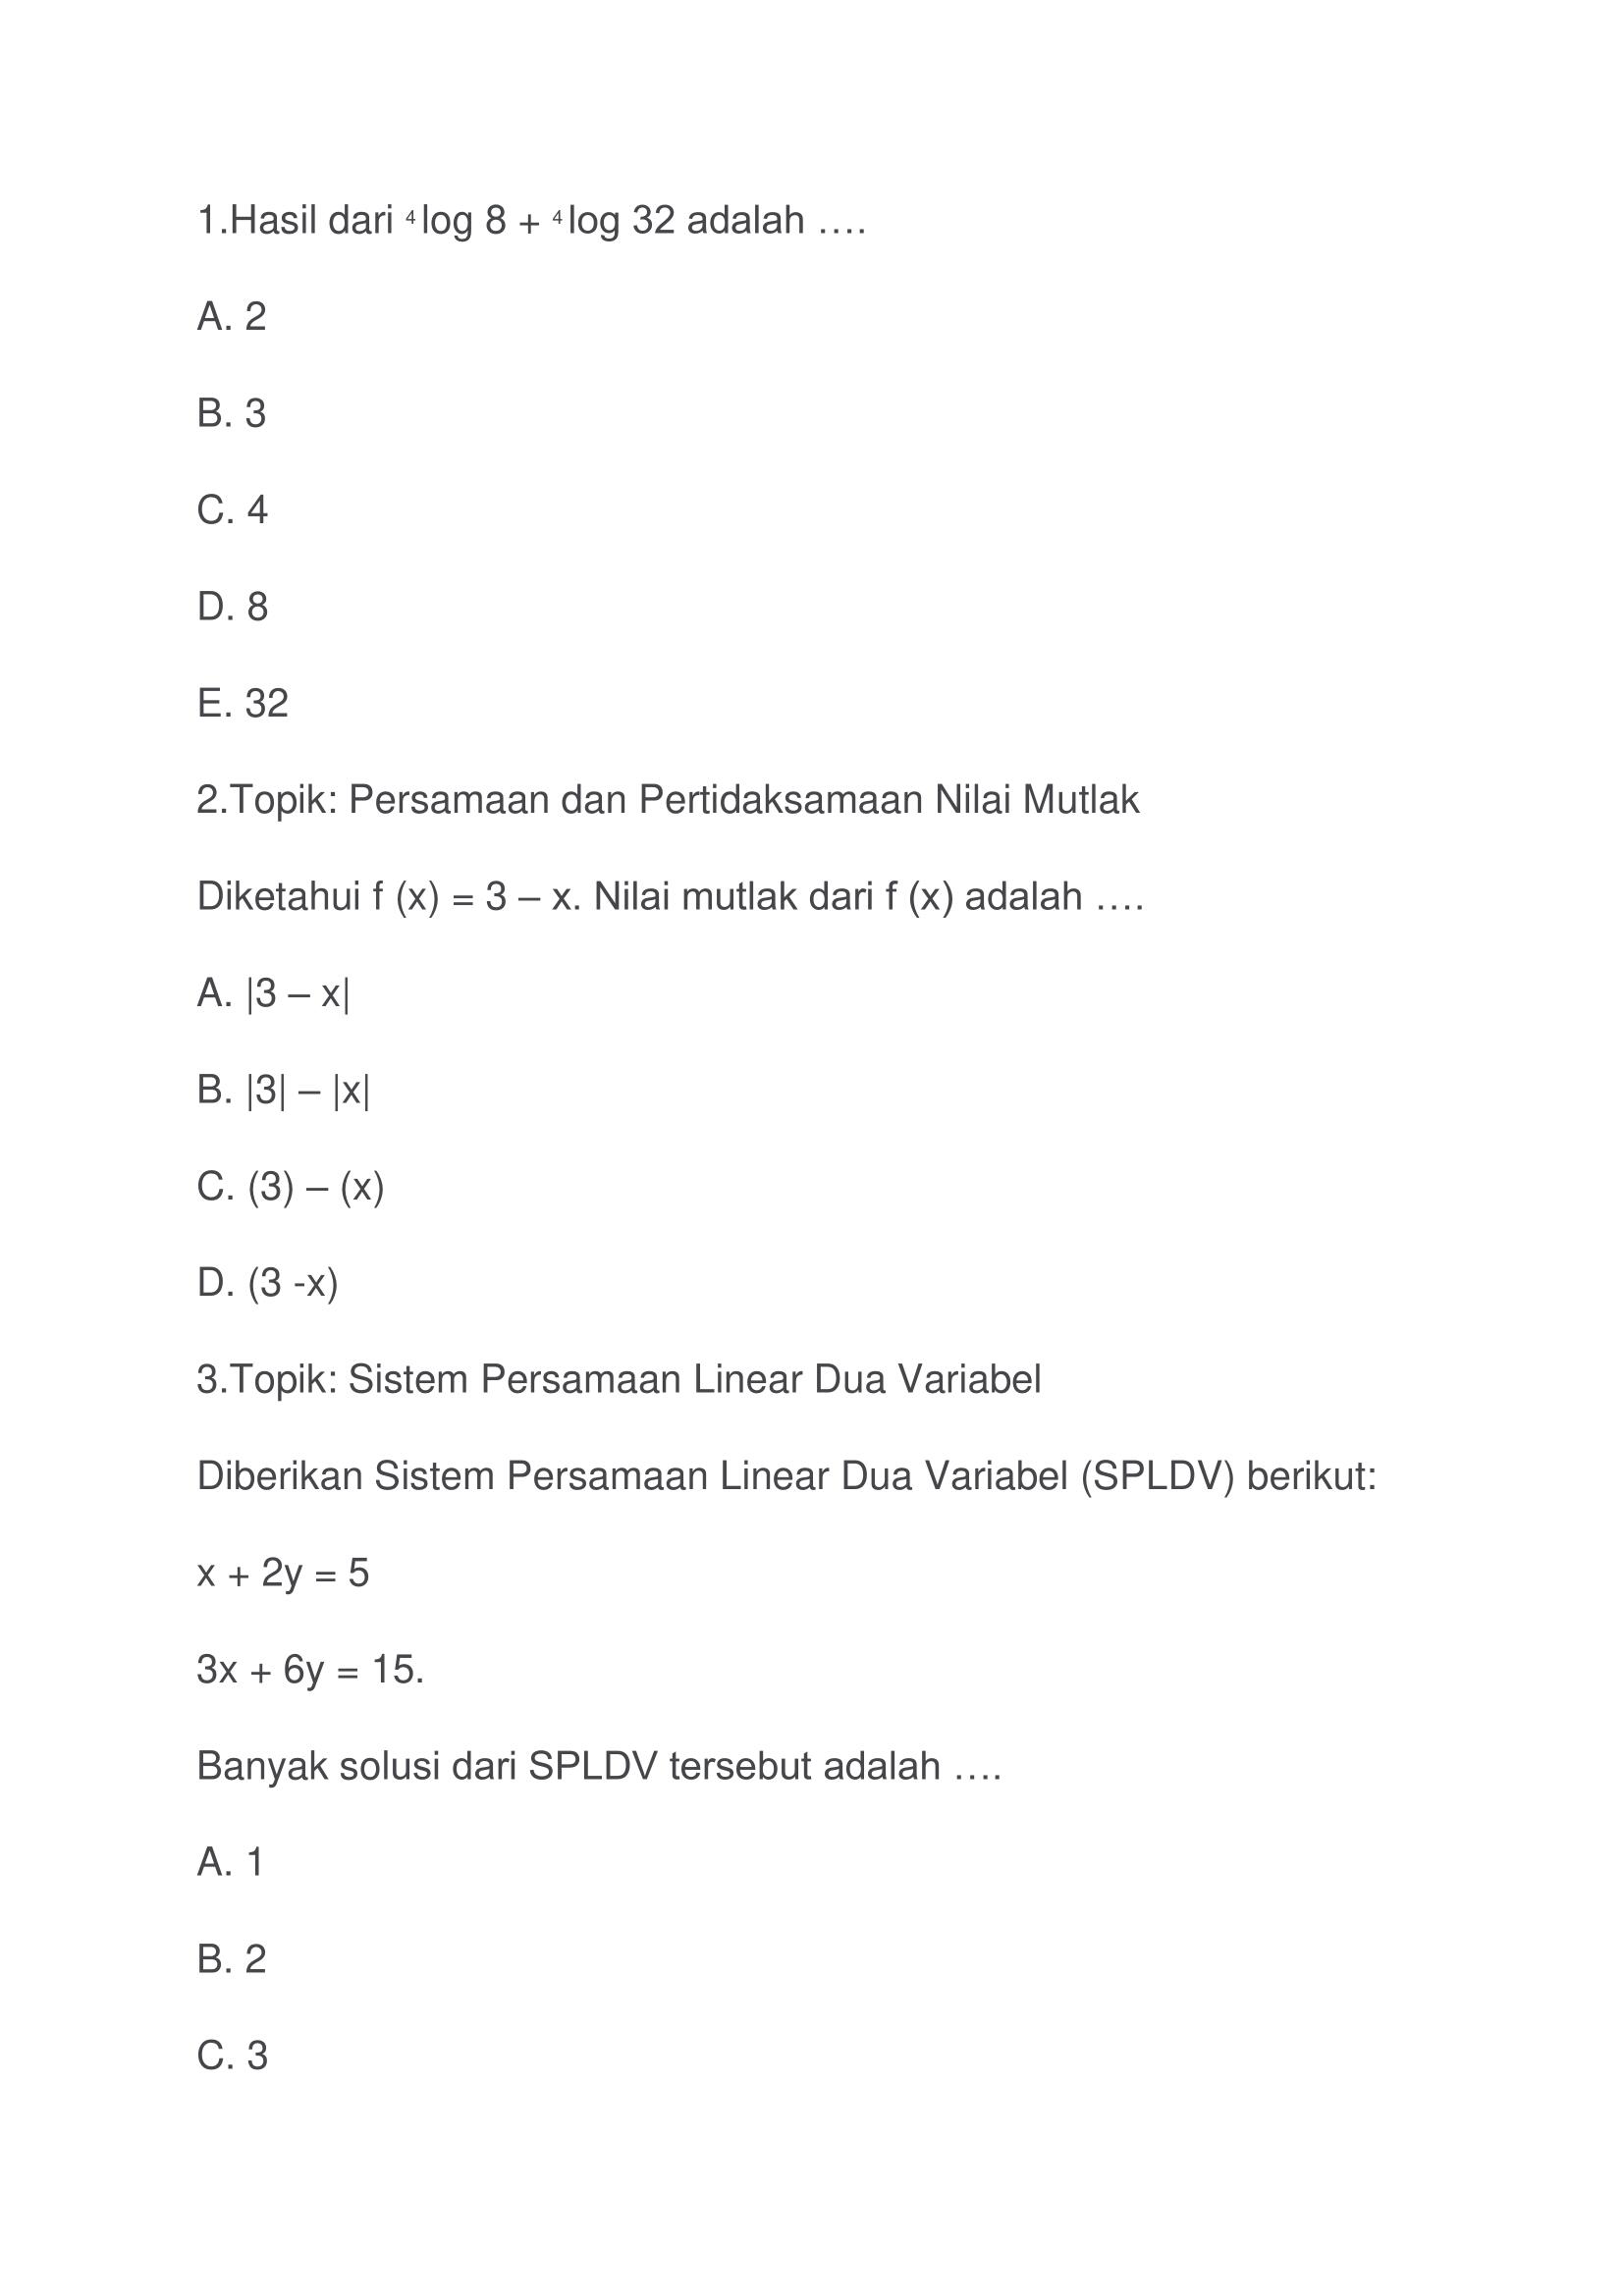 1.Hasil dari ⁴ log 8 + ⁴ log 32 adalah ….
A. 2
B. 3
C. 4
D. 8
E. 32
2.Topik: Persamaan dan Pertidaksamaan Nilai Mutlak
Diketahui f (x) = 3 – x. Nilai mutlak dari f (x) adalah ….
A. |3 – x|
B. |3| – |x|
C. (3) – (x)
D. (3 -x)
3.Topik: Sistem Persamaan Linear Dua Variabel
Diberikan Sistem Persamaan Linear Dua Variabel (SPLDV) berikut:
x + 2y = 5
3x + 6y = 15.
Banyak solusi dari SPLDV tersebut adalah ….
A. 1
B. 2
C. 3